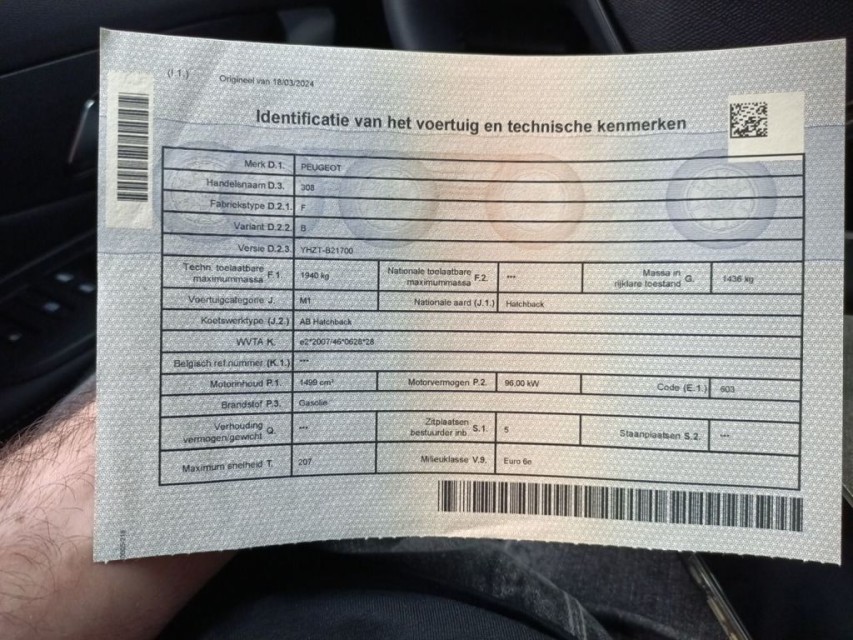 (I 1.)
Origineel van 18/03/2024
Identificatie van het voertuig en technische kenmerken
Merk D.1. PEUGEOT
Handelsnaam D.3. 308
Fabriekstype D.2.1. F
Variant D.2.2. B
Versie D.2.3. YHZT-B21700
Techn. toelaatbare maximummassa F.1 1940 kg Nationale toelaatbare maximummassa F.2. --- Massa in rijklare toestand G. 1436 kg
Voertuigcategorie J. M1 Nationale aard (J.1.) Hatchback
Koetswerktype (J.2.) AB Hatchback
WVTA K. e2*2007/46*0628*28
Belgisch ref.nummer (K.1.) ---
Motorinhoud P.1. 1499 cm³ Motorvermogen P.2. 96,00 kW Code (E.1.) 603
Brandstof P.3. Gasolie
Verhouding vermogen/gewicht Q. --- Zitplaatsen bestuurder inb. S.1. 5 Staanplaatsen S.2. ---
Maximum snelheid T. 207 Milieuklasse V.9. Euro 6e